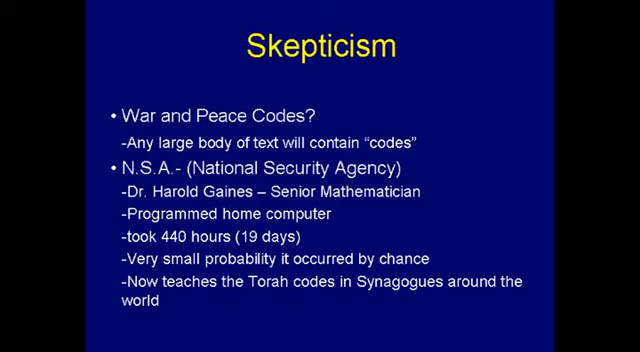 Skepticism
• War and Peace Codes?
-Any large body of text will contain “codes”
• N.S.A.- (National Security Agency)
-Dr. Harold Gaines – Senior Mathematician
-Programmed home computer
-took 440 hours (19 days)
-Very small probability it occurred by chance
-Now teaches the Torah codes in Synagogues around the
world